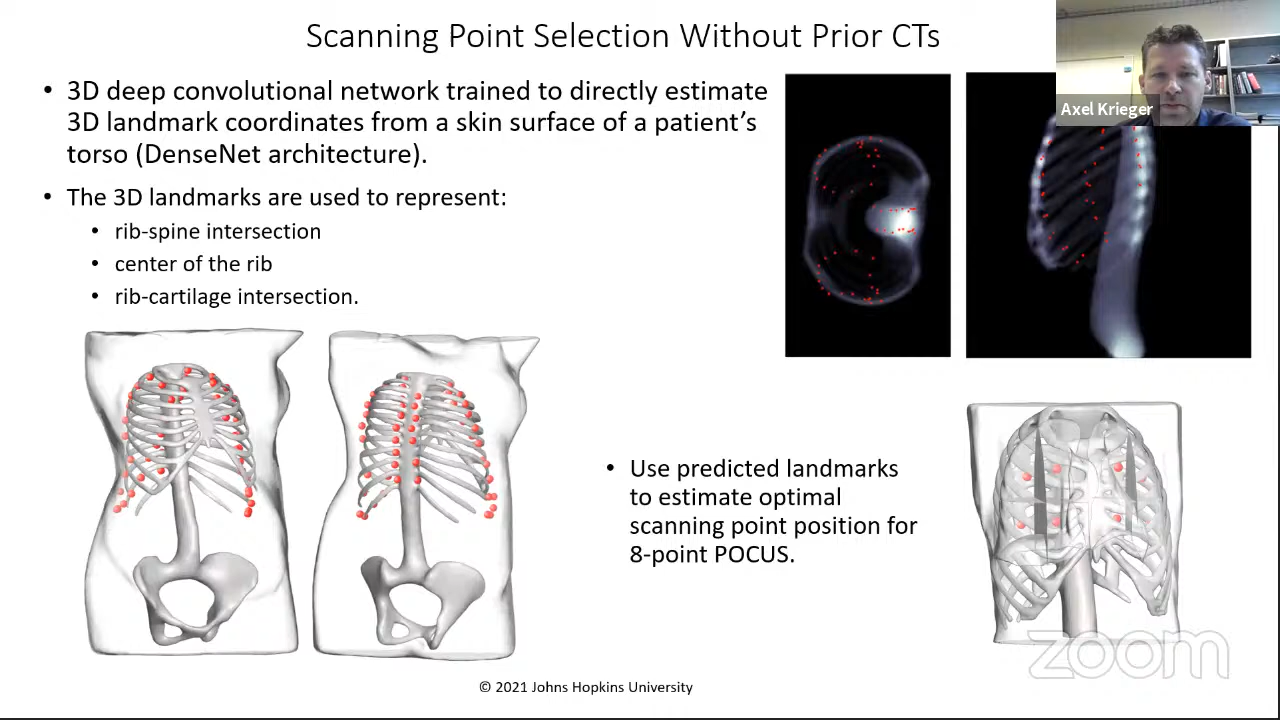 Scanning Point Selection Without Prior CTs
Axel Krieger
• 3D deep convolutional network trained to directly estimate
3D landmark coordinates from a skin surface of a patient's
torso (DenseNet architecture).
• The 3D landmarks are used to represent:
• rib-spine intersection
• center of the rib
• rib-cartilage intersection.
• Use predicted landmarks
to estimate optimal
scanning point position for
8-point POCUS.
zoom
© 2021 Johns Hopkins University